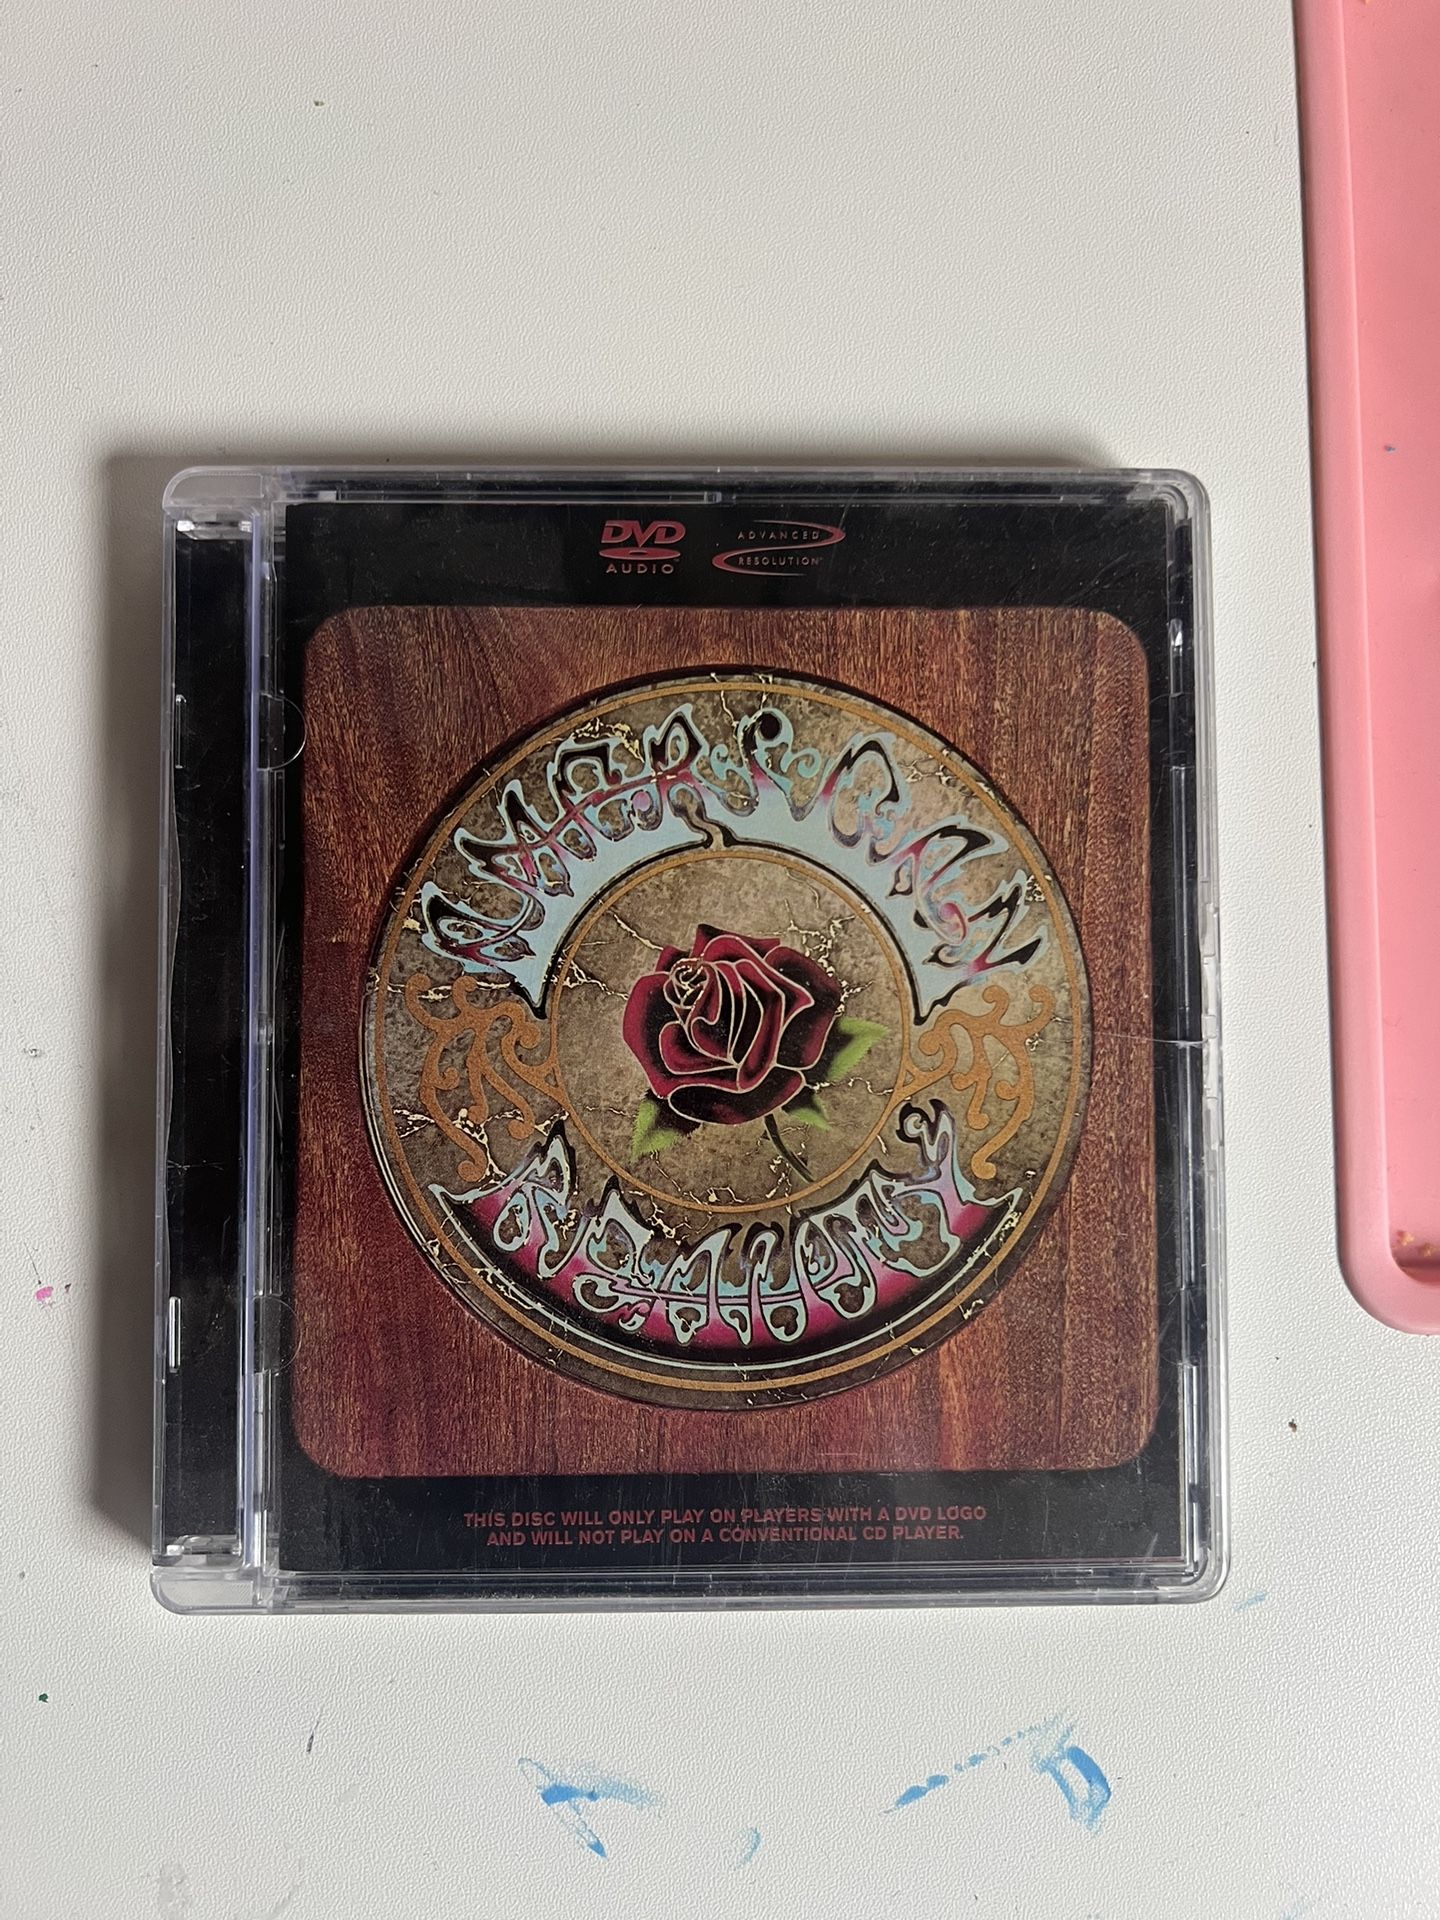 DVD
AUDIO
ADVANCED
RESOLUTION
AMERICAN
BEAUTY
THIS DISC WILL ONLY PLAY ON PLAYERS WITH A DVD LOGO
AND WILL NOT PLAY ON A CONVENTIONAL CD PLAYER.